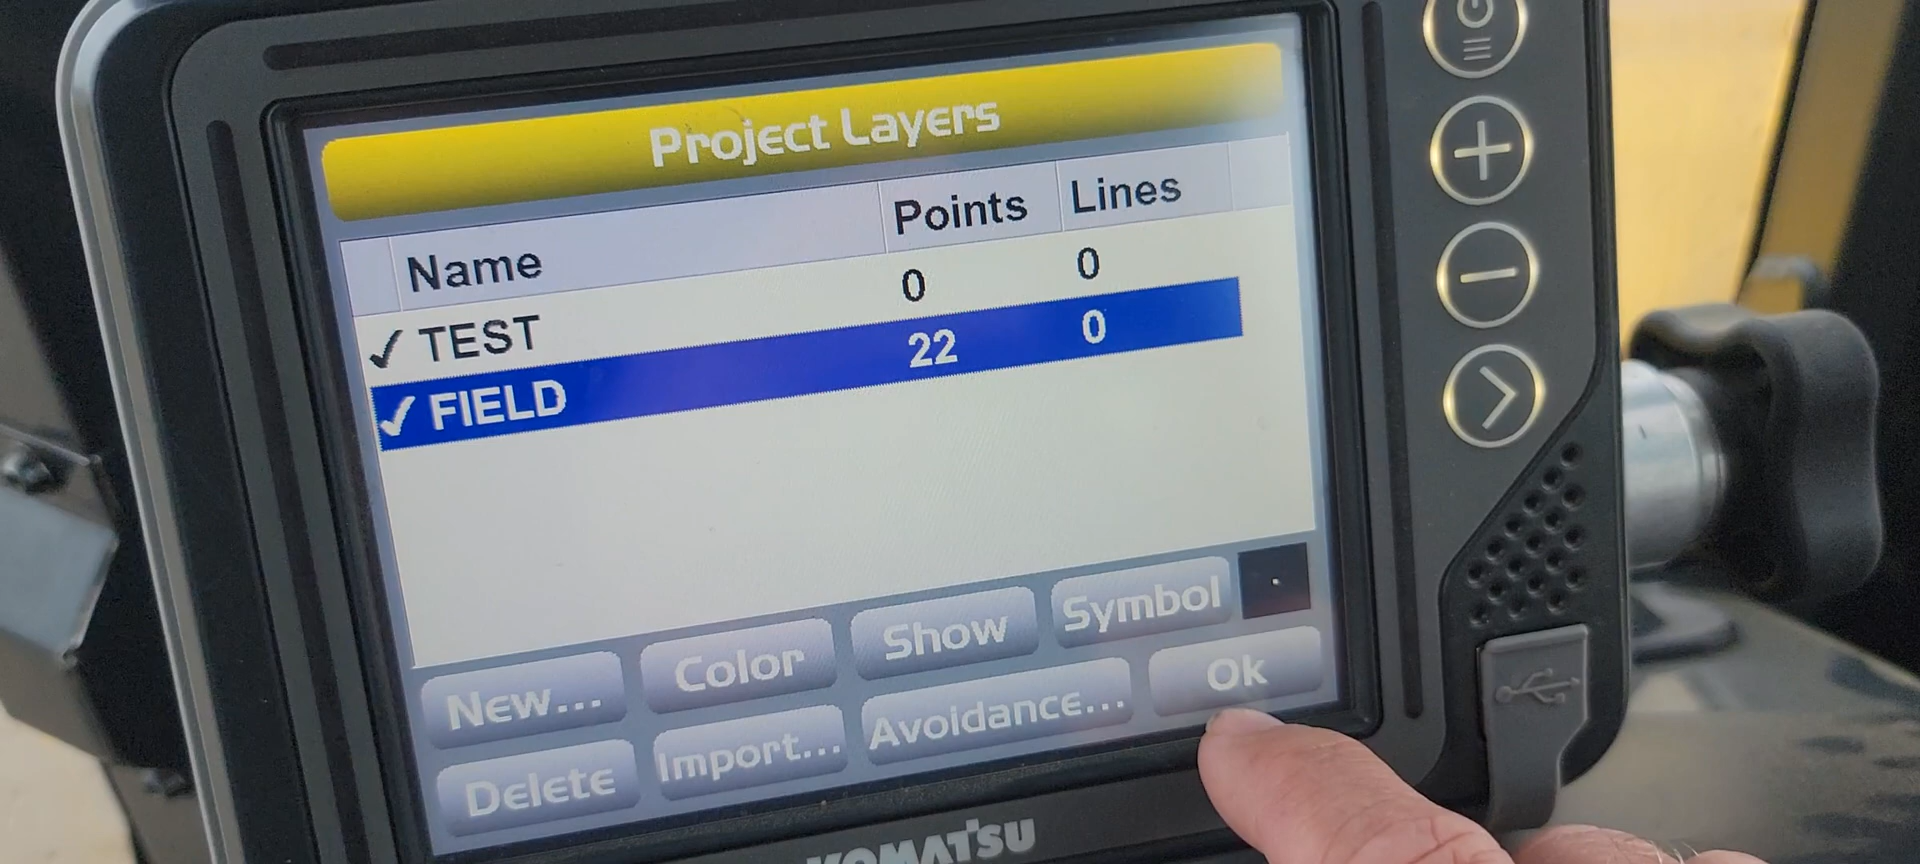 Project Layers
Name Points Lines
✓ TEST 0 0
✓ FIELD 22 0
New... Color Show Symbol
Delete Import... Avoidance... Ok
KOMATSU